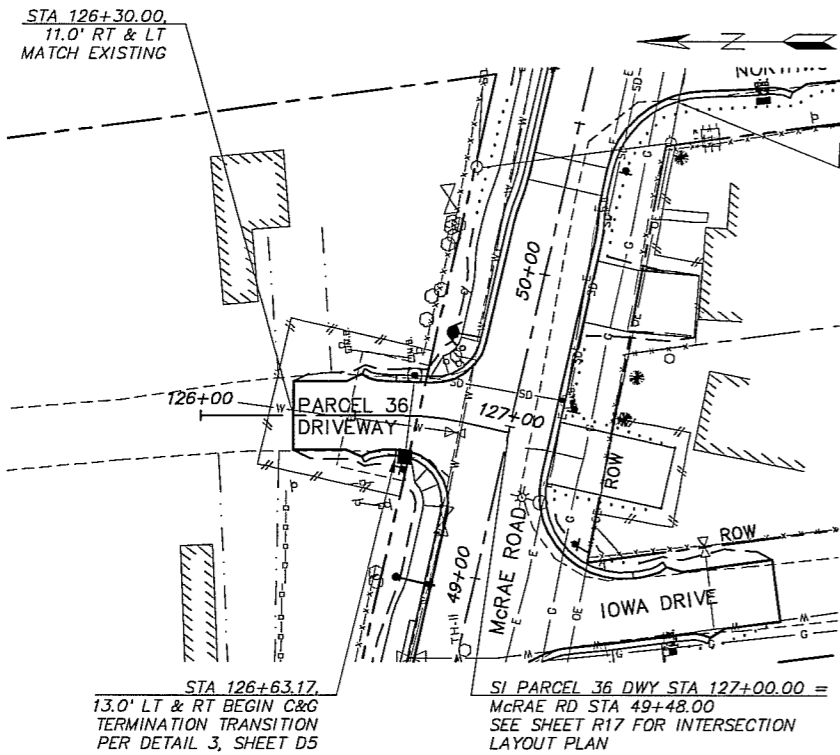 STA 126+30.00,
11.0' RT & LT
MATCH EXISTING
N
126+00
PARCEL 36
DRIVEWAY
127+00
50+00
49+00
McRAE ROAD
TH-11
ROW
ROW
IOWA DRIVE
STA 126+63.17,
13.0' LT & RT BEGIN C&G
TERMINATION TRANSITION
PER DETAIL 3, SHEET D5
SI PARCEL 36 DWY STA 127+00.00 =
McRAE RD STA 49+48.00
SEE SHEET R17 FOR INTERSECTION
LAYOUT PLAN